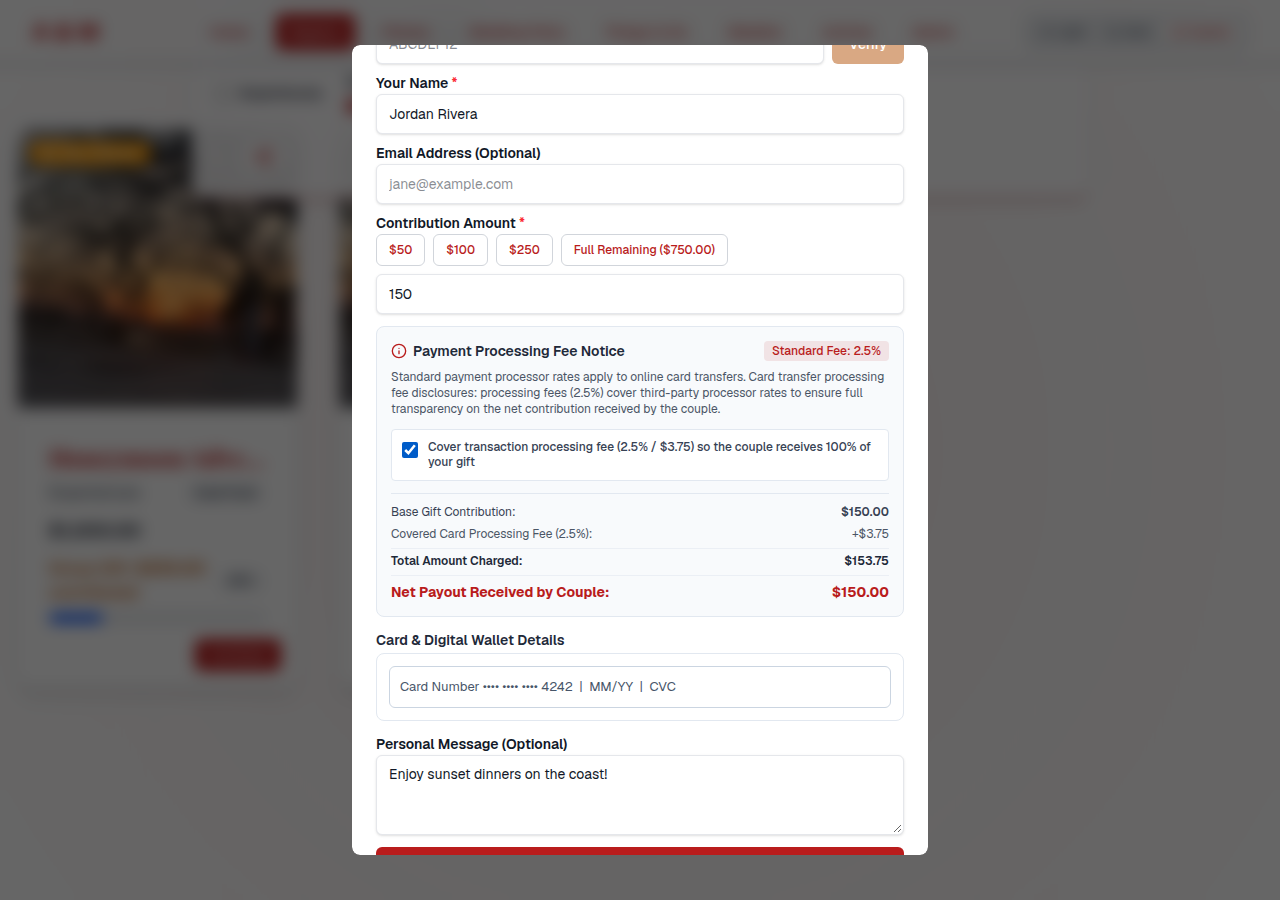 Verify
Your Name *
Jordan Rivera
Email Address (Optional)
jane@example.com
Contribution Amount *
$50
$100
$250
Full Remaining ($750.00)
150
Payment Processing Fee Notice
Standard Fee: 2.5%
Standard payment processor rates apply to online card transfers. Card transfer processing
fee disclosures: processing fees (2.5%) cover third-party processor rates to ensure full
transparency on the net contribution received by the couple.
Cover transaction processing fee (2.5% / $3.75) so the couple receives 100% of
your gift
Base Gift Contribution:
$150.00
Covered Card Processing Fee (2.5%):
+$3.75
Total Amount Charged:
$153.75
Net Payout Received by Couple:
$150.00
Card & Digital Wallet Details
Card Number •••• •••• •••• 4242 | MM/YY | CVC
Personal Message (Optional)
Enjoy sunset dinners on the coast!